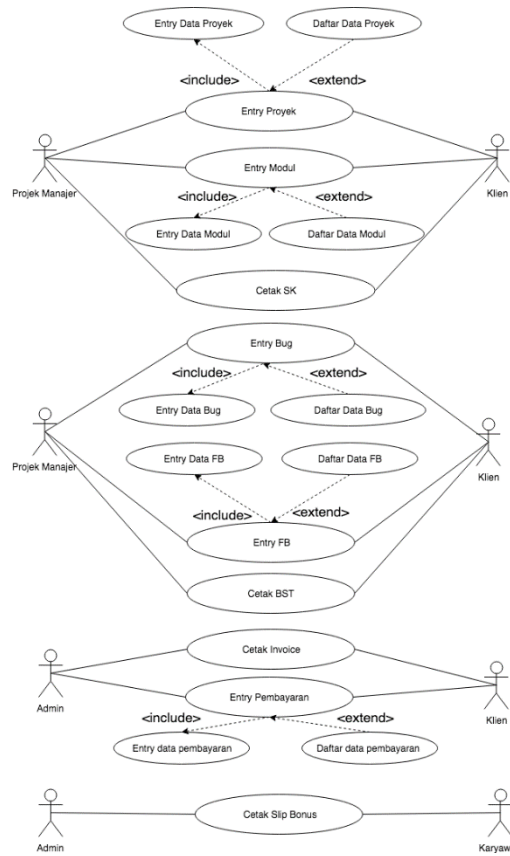 Entry Data Proyek
Daftar Data Proyek
<include>
<extend>
Entry Proyek
Projek Manajer
Klien
Entry Modul
<include>
<extend>
Entry Data Modul
Daftar Data Modul
Cetak SK
Entry Bug
<include>
<extend>
Entry Data Bug
Daftar Data Bug
Projek Manajer
Klien
Entry Data FB
Daftar Data FB
<include>
<extend>
Entry FB
Cetak BST
Cetak Invoice
Admin
Klien
Entry Pembayaran
<include>
<extend>
Entry data pembayaran
Daftar data pembayaran
Cetak Slip Bonus
Admin
Karyaw